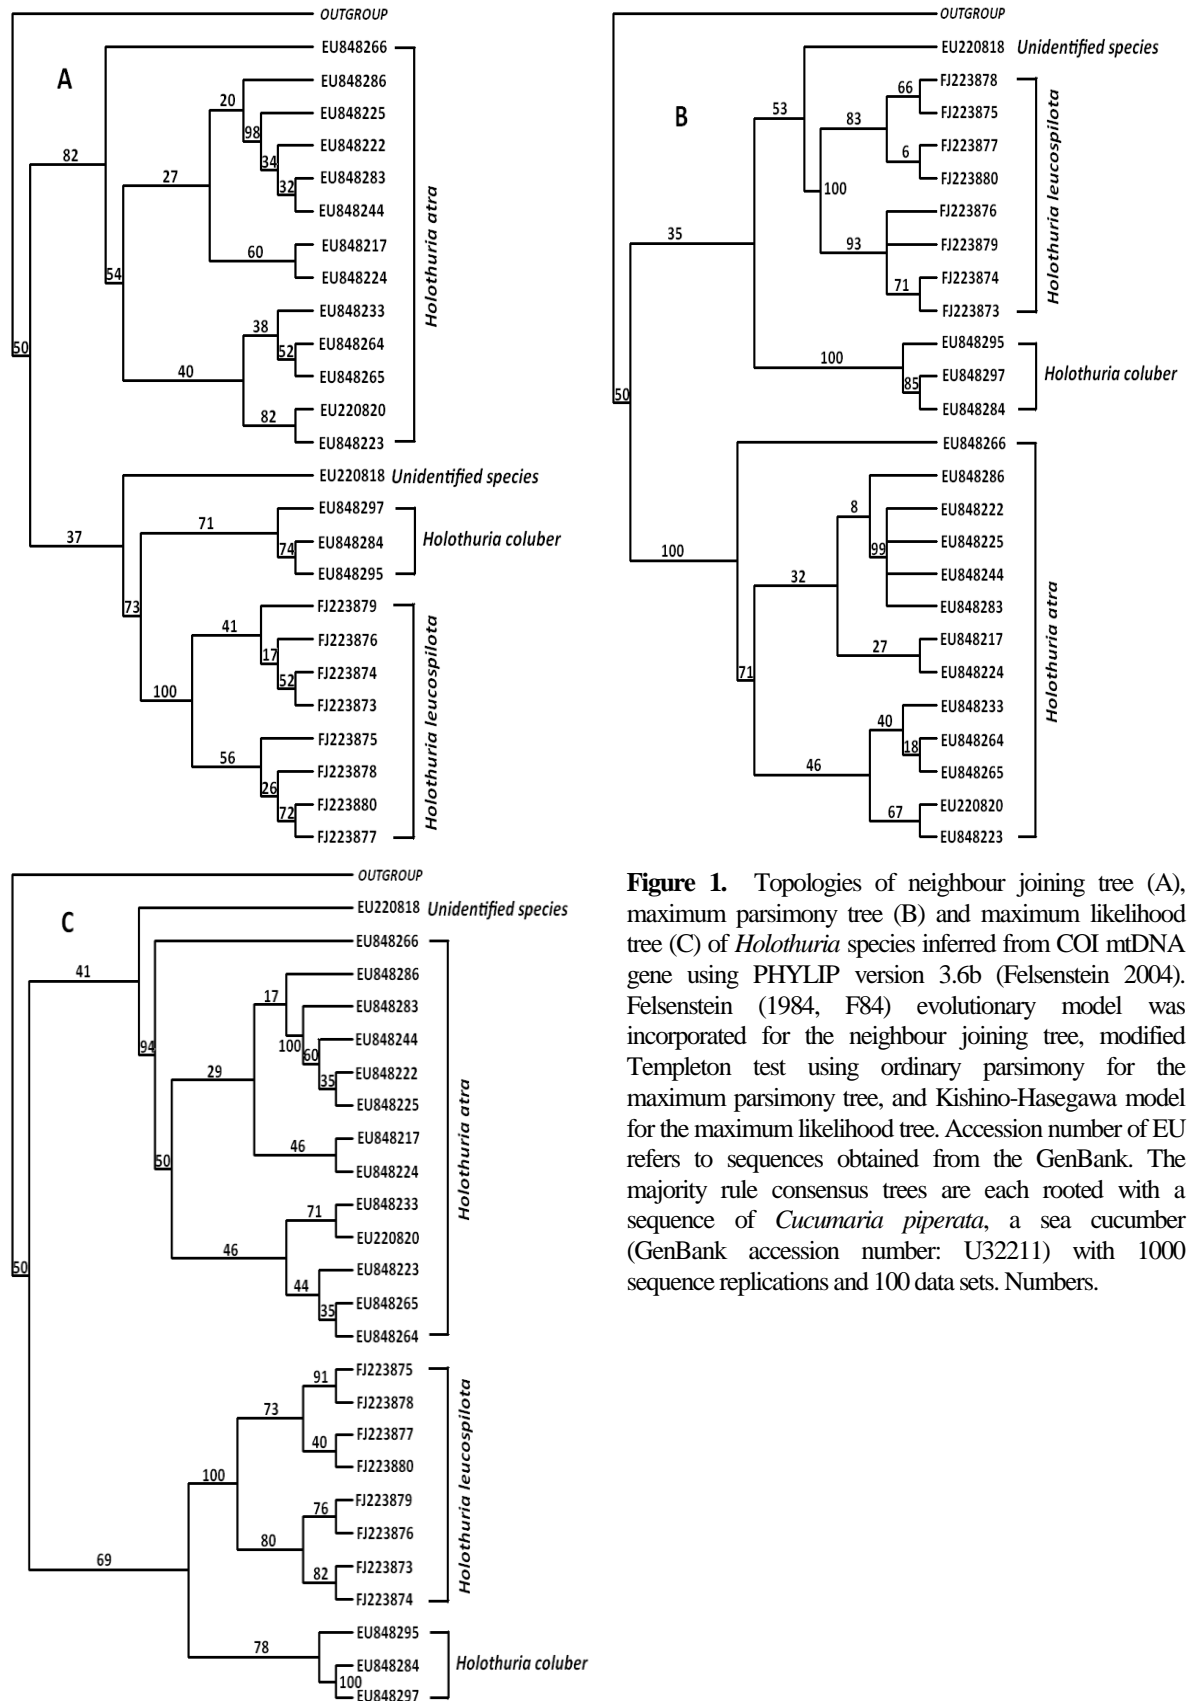 OUTGROUP
A
EU848266
EU848286
20
EU848225
98
EU848222
34
EU848283
32
EU848244
82
27
EU848217
60
EU848224
54
EU848233
38
EU848264
52
EU848265
40
EU220820
82
EU848223
Holothuria atra
50
EU220818 Unidentified species
EU848297
71
EU848284
74
EU848295
Holothuria coluber
37
73
FJ223879
41
FJ223876
17
FJ223874
52
FJ223873
100
FJ223875
56
FJ223878
26
FJ223880
72
FJ223877
Holothuria leucospilota
OUTGROUP
B
EU220818 Unidentified species
53
FJ223878
66
FJ223875
83
FJ223877
6
FJ223880
100
FJ223876
93
FJ223879
FJ223874
71
FJ223873
Holothuria leucospilota
35
EU848295
100
EU848297
85
EU848284
Holothuria coluber
50
EU848266
EU848286
8
EU848222
EU848225
99
EU848244
EU848283
100
32
EU848217
27
EU848224
71
EU848233
40
EU848264
18
EU848265
46
EU220820
67
EU848223
Holothuria atra
OUTGROUP
C
EU220818 Unidentified species
41
EU848266
EU848286
17
EU848283
100
EU848244
60
EU848222
35
EU848225
94
29
EU848217
46
EU848224
50
EU848233
71
EU220820
46
EU848223
44
EU848265
35
EU848264
Holothuria atra
50
FJ223875
91
FJ223878
73
FJ223877
40
FJ223880
100
FJ223879
76
FJ223876
80
FJ223873
82
FJ223874
Holothuria leucospilota
69
EU848295
78
EU848284
100
EU848297
Holothuria coluber
Figure 1. Topologies of neighbour joining tree (A),
maximum parsimony tree (B) and maximum likelihood
tree (C) of Holothuria species inferred from COI mtDNA
gene using PHYLIP version 3.6b (Felsenstein 2004).
Felsenstein (1984, F84) evolutionary model was
incorporated for the neighbour joining tree, modified
Templeton test using ordinary parsimony for the
maximum parsimony tree, and Kishino-Hasegawa model
for the maximum likelihood tree. Accession number of EU
refers to sequences obtained from the GenBank. The
majority rule consensus trees are each rooted with a
sequence of Cucumaria piperata, a sea cucumber
(GenBank accession number: U32211) with 1000
sequence replications and 100 data sets. Numbers.